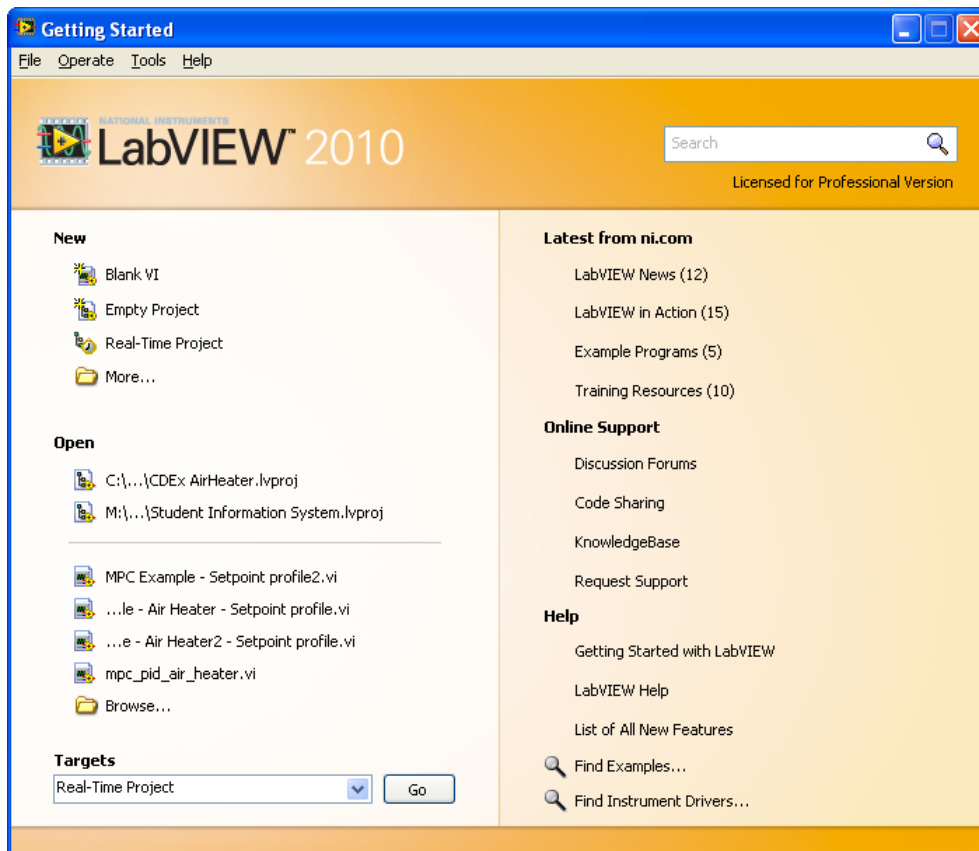 Getting Started
File Operate Tools Help
NATIONAL INSTRUMENTS
LabVIEW™ 2010
Search
Licensed for Professional Version
New
Blank VI
Empty Project
Real-Time Project
More...
Open
C:\...\CDEx AirHeater.lvproj
M:\...\Student Information System.lvproj
MPC Example - Setpoint profile2.vi
...le - Air Heater - Setpoint profile.vi
...e - Air Heater2 - Setpoint profile.vi
mpc_pid_air_heater.vi
Browse...
Targets
Real-Time Project
Go
Latest from ni.com
LabVIEW News (12)
LabVIEW in Action (15)
Example Programs (5)
Training Resources (10)
Online Support
Discussion Forums
Code Sharing
KnowledgeBase
Request Support
Help
Getting Started with LabVIEW
LabVIEW Help
List of All New Features
Find Examples...
Find Instrument Drivers...